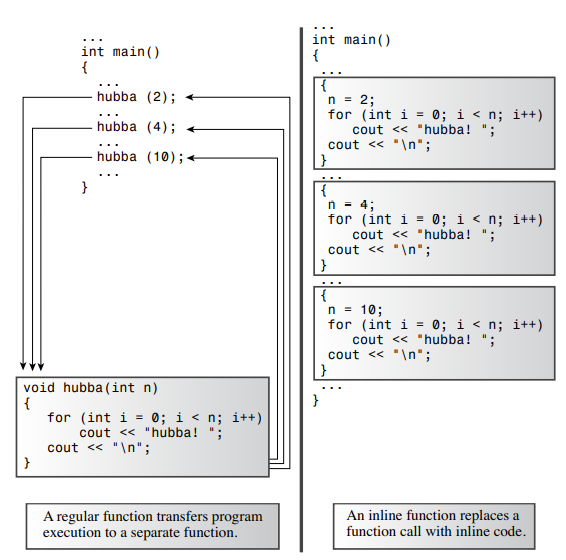 ...
int main()
{
...
hubba (2);
...
hubba (4);
...
hubba (10);
...
}
void hubba(int n)
{
for (int i = 0; i < n; i++)
cout << "hubba! ";
cout << "\n";
}
A regular function transfers program
execution to a separate function.
...
int main()
{
...
{
n = 2;
for (int i = 0; i < n; i++)
cout << "hubba! ";
cout << "\n";
}
...
{
n = 4;
for (int i = 0; i < n; i++)
cout << "hubba! ";
cout << "\n";
}
...
{
n = 10;
for (int i = 0; i < n; i++)
cout << "hubba! ";
cout << "\n";
}
...
}
An inline function replaces a
function call with inline code.